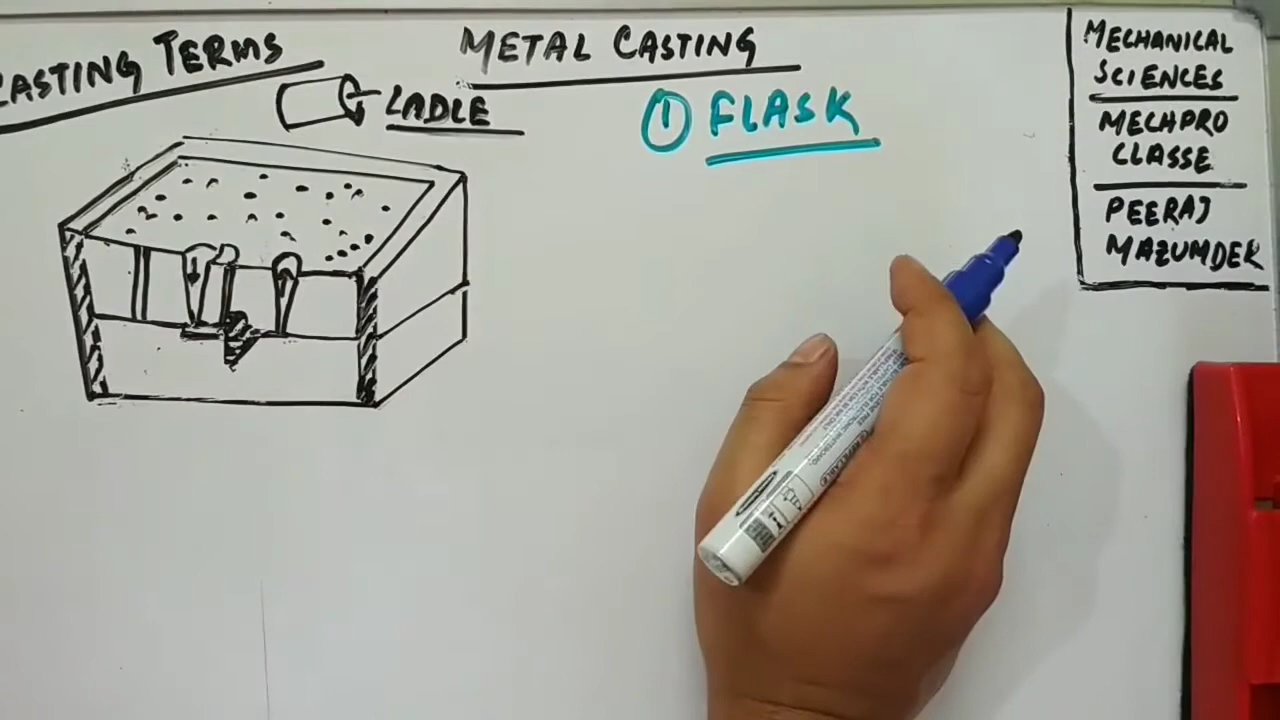 CASTING TERMS
METAL CASTING
LADLE
① FLASK
MECHANICAL
SCIENCES
MECHPRO
CLASSE
PEERAJ
MAZUMDER